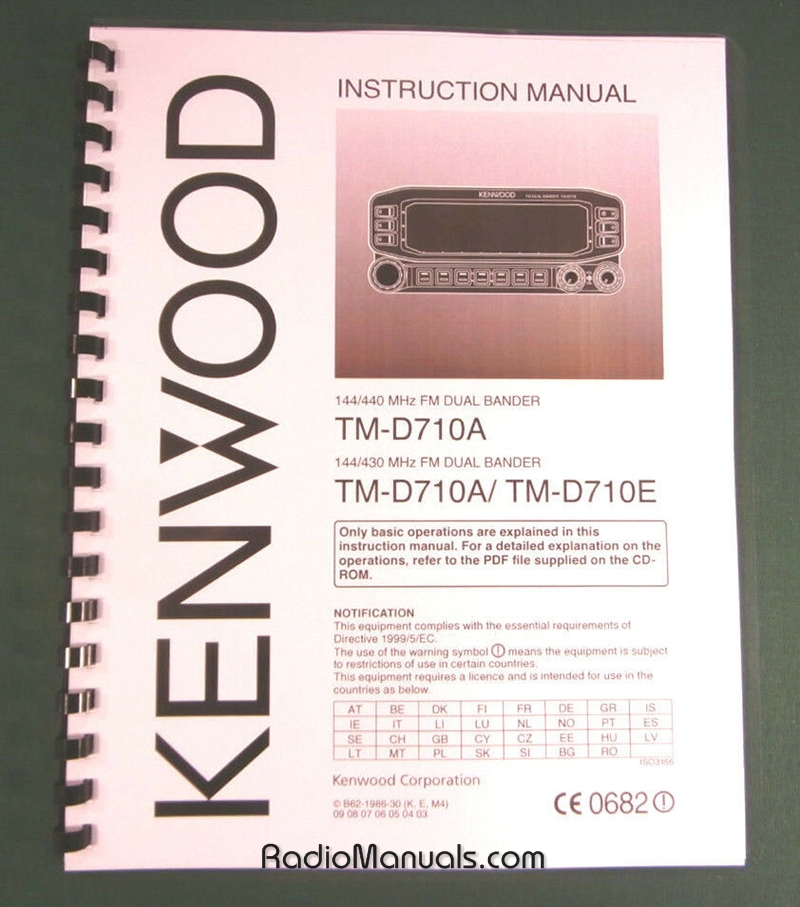 KENWOOD
INSTRUCTION MANUAL
KENWOOD
144/440 MHz FM DUAL BANDER
TM-D710A
144/430 MHz FM DUAL BANDER
TM-D710A/ TM-D710E
Only basic operations are explained in this
instruction manual. For a detailed explanation on the
operations, refer to the PDF file supplied on the CD-
ROM.
NOTIFICATION
This equipment complies with the essential requirements of
Directive 1999/5/EC.
The use of the warning symbol means the equipment is subject
to restrictions of use in certain countries.
This equipment requires a licence and is intended for use in the
countries as below.
AT BE DK FI FR DE GR IS
IE IT LI LU NL NO PT ES
SE CH GB CY CZ EE HU LV
LT MT PL SK SI BG RO
ISO3166
Kenwood Corporation
© B62-1986-30 (K, E, M4)
09 08 07 06 05 04 03
CE 0682
RadioManuals.com